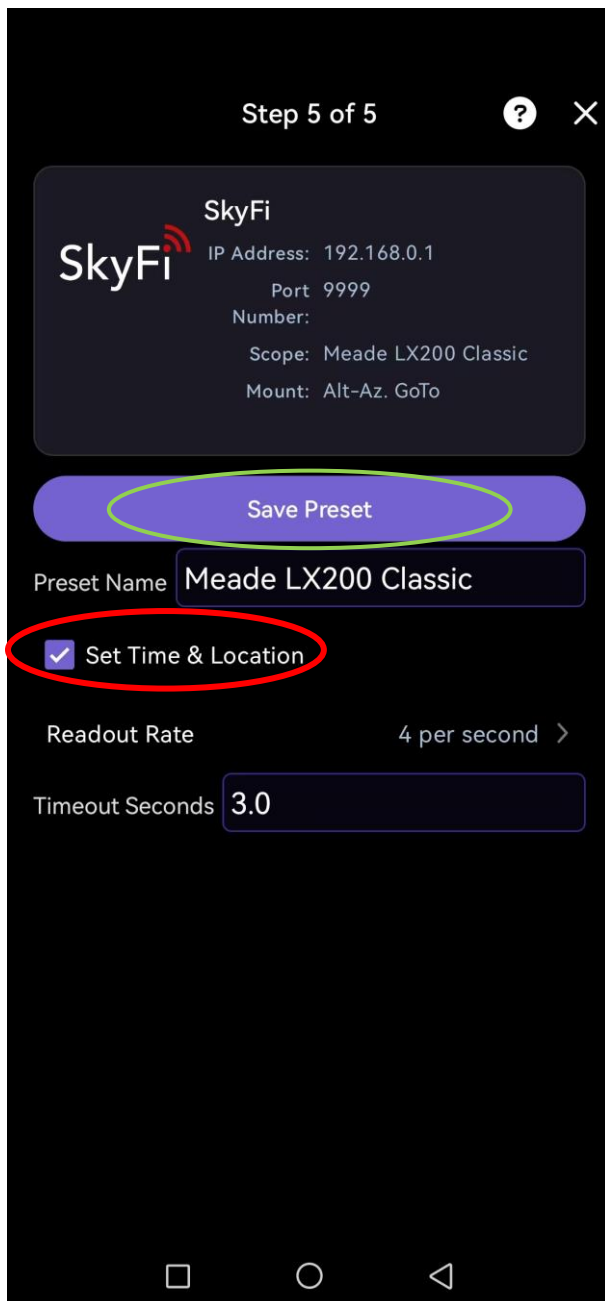 Step 5 of 5
?
SkyFi
SkyFi
IP Address: 192.168.0.1
Port Number: 9999
Scope: Meade LX200 Classic
Mount: Alt-Az. GoTo
Save Preset
Preset Name Meade LX200 Classic
Set Time & Location
Readout Rate 4 per second
Timeout Seconds 3.0